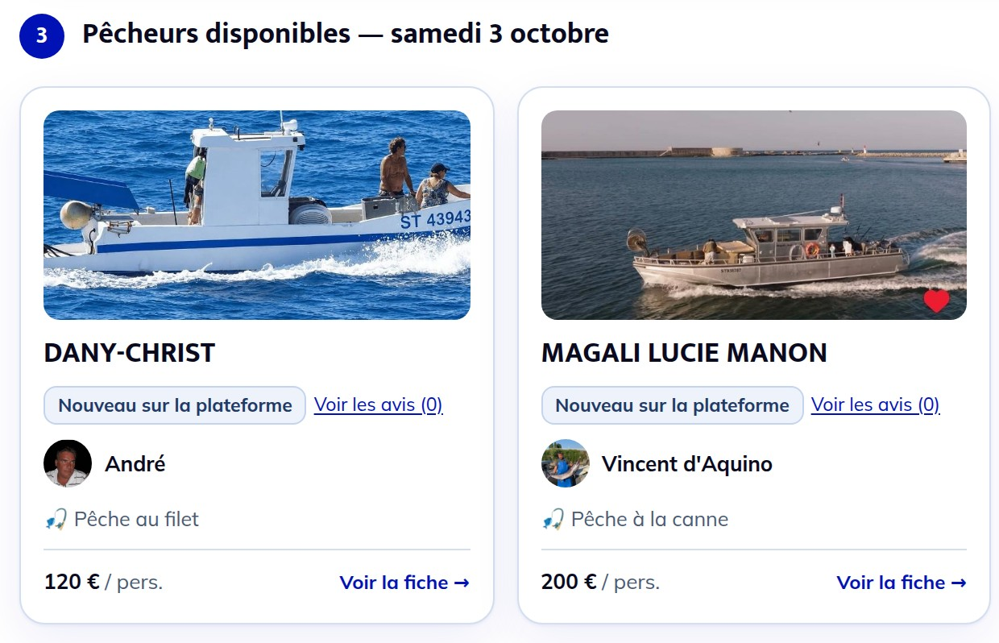 3
Pêcheurs disponibles — samedi 3 octobre
ST 43943
DANY-CHRIST
Nouveau sur la plateforme Voir les avis (0)
André
Pêche au filet
120 € / pers. Voir la fiche →
MAGALI LUCIE MANON
Nouveau sur la plateforme Voir les avis (0)
Vincent d'Aquino
Pêche à la canne
200 € / pers. Voir la fiche →